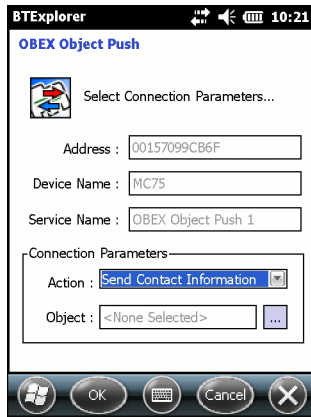 BTExplorer 10:21
OBEX Object Push
Select Connection Parameters...
Address : 00157099CB6F
Device Name : MC75
Service Name : OBEX Object Push 1
Connection Parameters
Action : Send Contact Information
Object : <None Selected> ...
OK Cancel